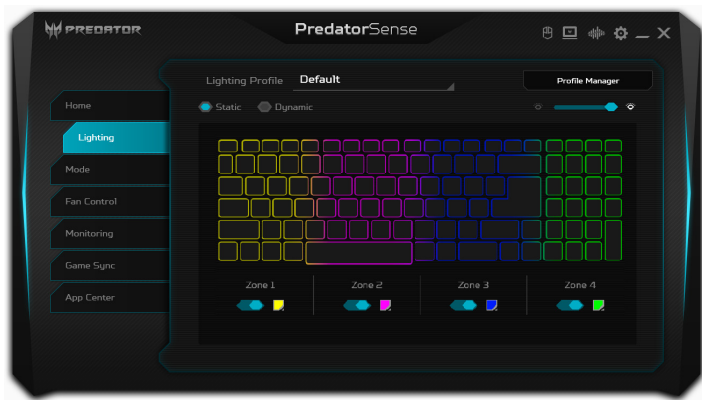 PREDATOR
PredatorSense
Lighting Profile Default
Profile Manager
Static Dynamic
Home
Lighting
Mode
Fan Control
Monitoring
Game Sync
App Center
Zone 1 Zone 2 Zone 3 Zone 4